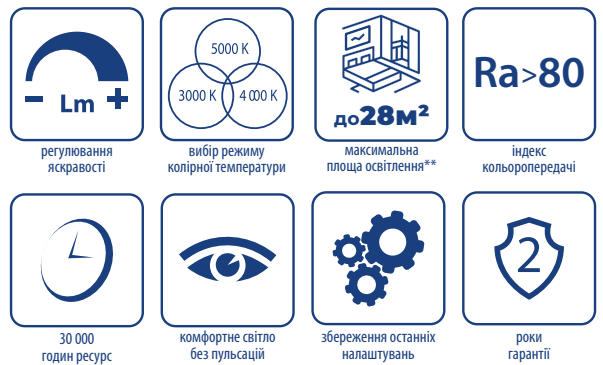 − Lm +
регулювання
яскравості
5000 K
3000 K
4 000 K
вибір режиму
колірної температури
до28м²
максимальна
площа освітлення**
Ra>80
індекс
кольоропередачі
30 000
годин ресурс
комфортне світло
без пульсацій
збереження останніх
налаштувань
2
роки
гарантії